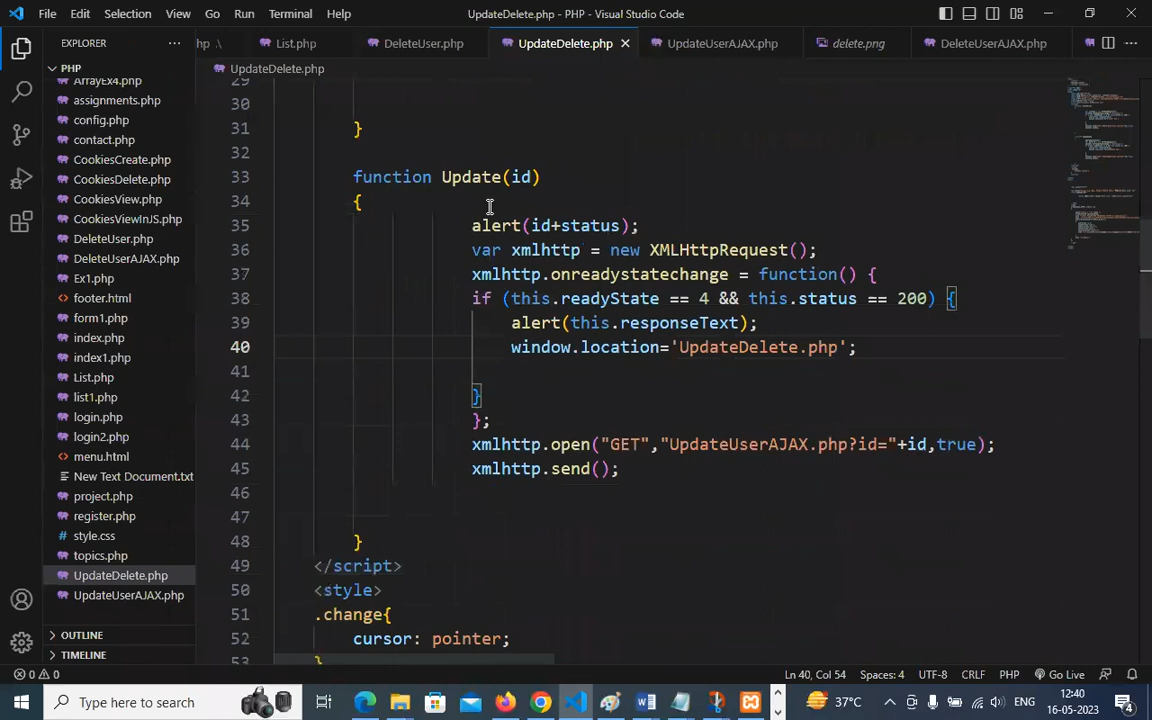 File Edit Selection View Go Run Terminal Help UpdateDelete.php - PHP - Visual Studio Code
EXPLORER
hp List.php DeleteUser.php UpdateDelete.php UpdateUserAJAX.php delete.png DeleteUserAJAX.php
PHP
UpdateDelete.php
ArrayEx4.php
assignments.php
config.php
contact.php
CookiesCreate.php
CookiesDelete.php
CookiesView.php
CookiesViewInJS.php
DeleteUser.php
DeleteUserAJAX.php
Ex1.php
footer.html
form1.php
index.php
index1.php
List.php
list1.php
login.php
login2.php
menu.html
New Text Document.txt
project.php
register.php
style.css
topics.php
UpdateDelete.php
UpdateUserAJAX.php
OUTLINE
TIMELINE
29
30
31 }
32
33 function Update(id)
34 {
35 alert(id+status);
36 var xmlhttp = new XMLHttpRequest();
37 xmlhttp.onreadystatechange = function() {
38 if (this.readyState == 4 && this.status == 200) {
39 alert(this.responseText);
40 window.location='UpdateDelete.php';
41
42 }
43 };
44 xmlhttp.open("GET","UpdateUserAJAX.php?id="+id,true);
45 xmlhttp.send();
46
47
48 }
49 </script>
50 <style>
51 .change{
52 cursor: pointer;
53 }
0 0 Ln 40, Col 54 Spaces: 4 UTF-8 CRLF PHP Go Live
Type here to search 37°C ENG 12:40
16-05-2023 4